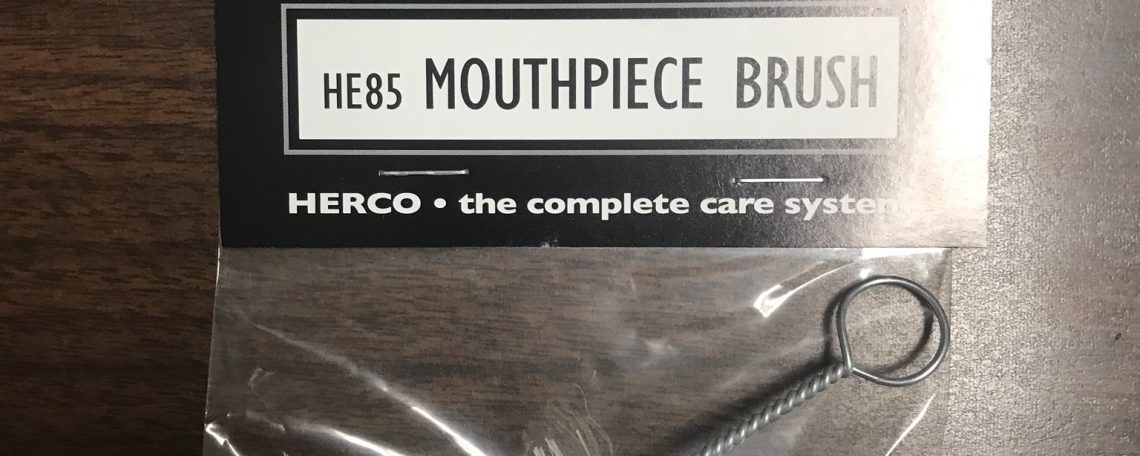 HE85 MOUTHPIECE BRUSH
HERCO • the complete care system